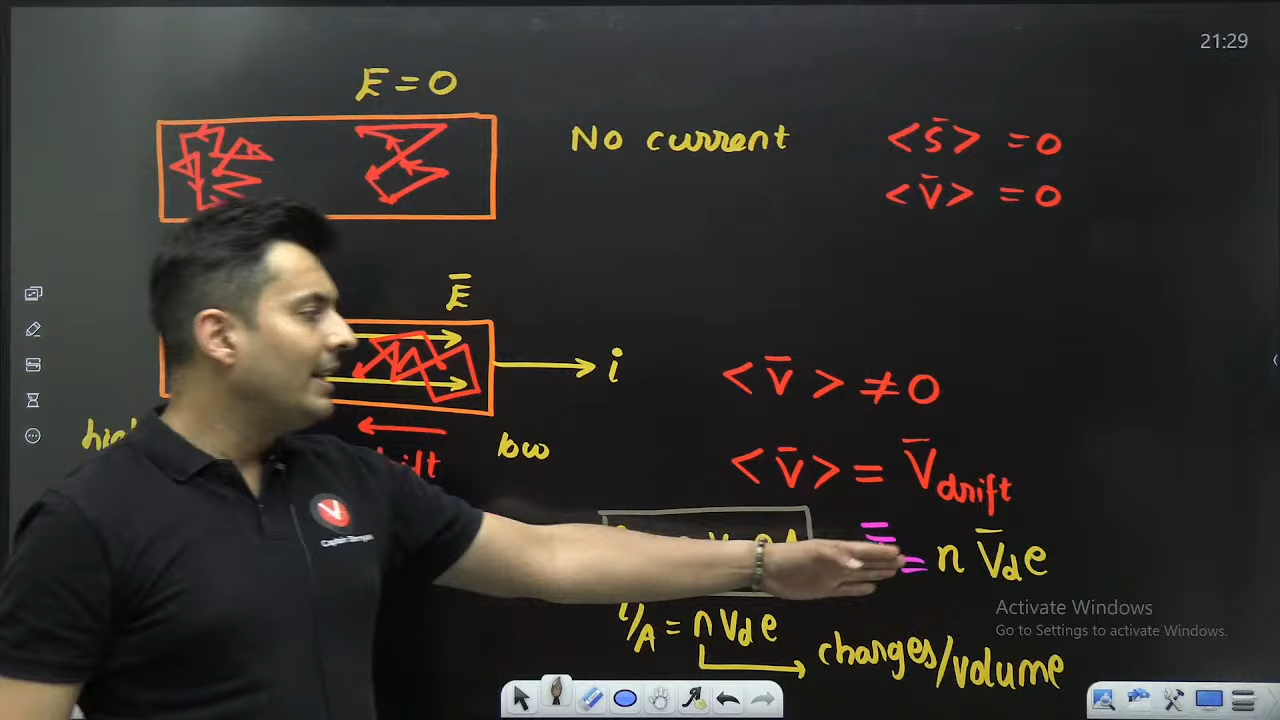 21:29
E = 0
No current
<s̄> = 0
<v̄> = 0
Ē
i
<v̄> ≠ 0
low
<v̄> = V̄drift
= n V̄d e
Activate Windows
Go to Settings to activate Windows.
i/A = n Vd e
charges/volume